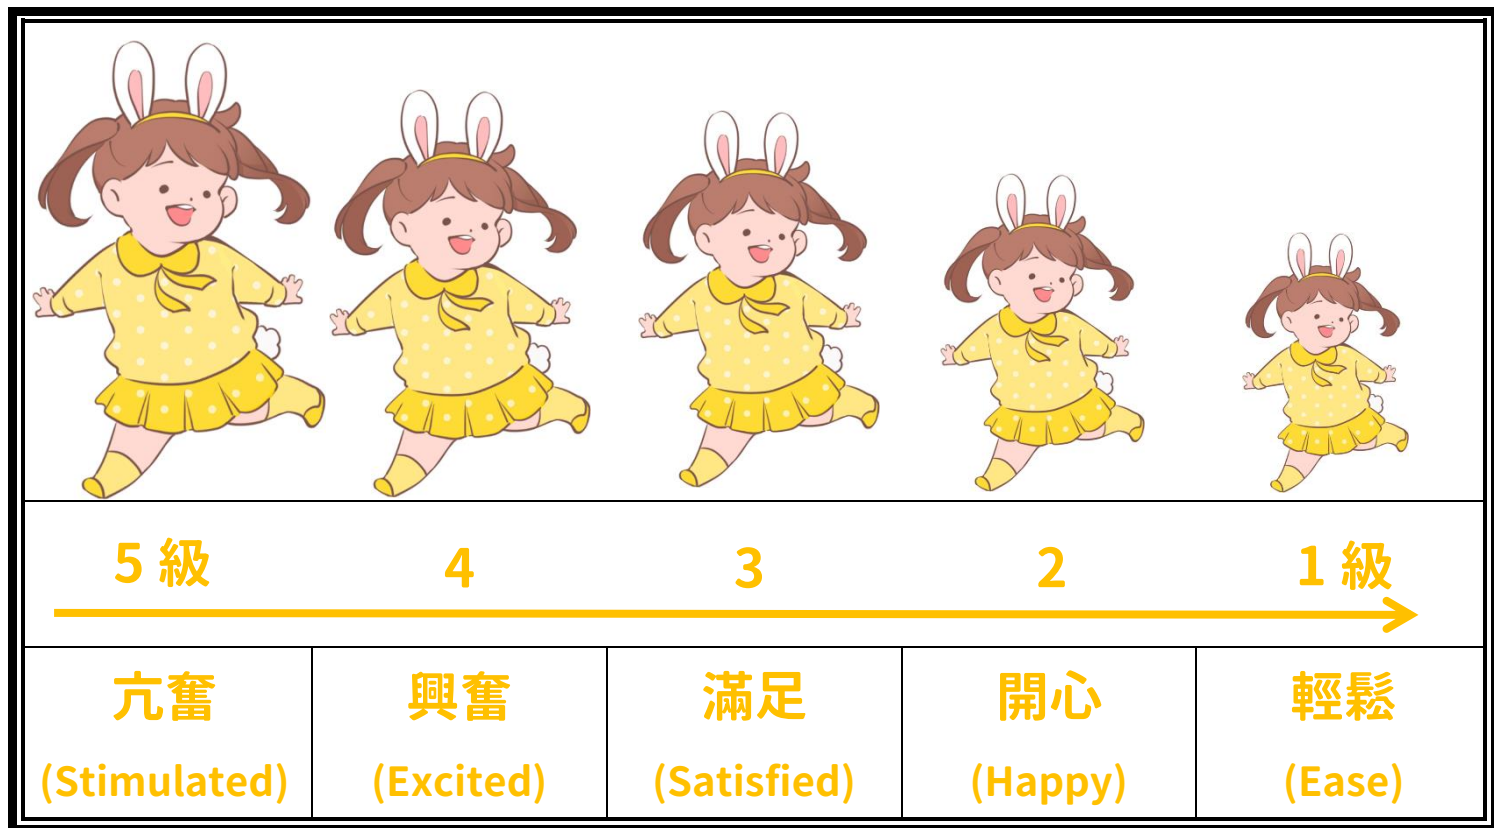 5 級 4 3 2 1 級
亢奮 興奮 滿足 開心 輕鬆
(Stimulated) (Excited) (Satisfied) (Happy) (Ease)